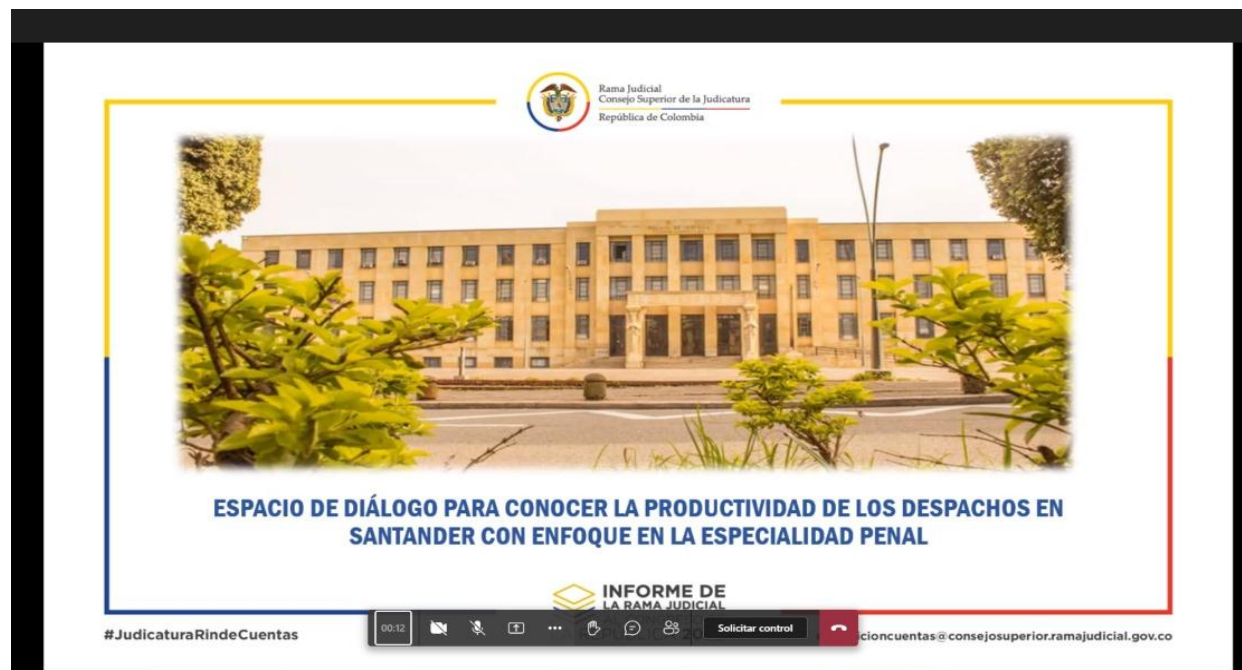 Rama Judicial
Consejo Superior de la Judicatura
República de Colombia
ESPACIO DE DIÁLOGO PARA CONOCER LA PRODUCTIVIDAD DE LOS DESPACHOS EN
SANTANDER CON ENFOQUE EN LA ESPECIALIDAD PENAL
INFORME DE
LA RAMA JUDICIAL
#JudicaturaRindeCuentas
00:12
Solicitar control
cioncuentas@consejosuperior.ramajudicial.gov.co